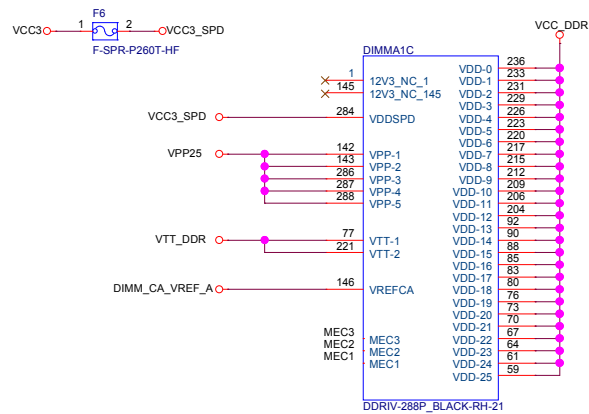 F6
VCC3 1 2 VCC3_SPD
F-SPR-P260T-HF
VCC_DDR
DIMMA1C
1 12V3_NC_1
145 12V3_NC_145
VCC3_SPD 284 VDDSPD
VPP25 142 VPP-1
143 VPP-2
286 VPP-3
287 VPP-4
288 VPP-5
VTT_DDR 77 VTT-1
221 VTT-2
DIMM_CA_VREF_A 146 VREFCA
MEC3 MEC3
MEC2 MEC2
MEC1 MEC1
VDD-0 236
VDD-1 233
VDD-2 231
VDD-3 229
VDD-4 226
VDD-5 223
VDD-6 220
VDD-7 217
VDD-8 215
VDD-9 212
VDD-10 209
VDD-11 206
VDD-12 204
VDD-13 92
VDD-14 90
VDD-15 88
VDD-16 85
VDD-17 83
VDD-18 80
VDD-19 76
VDD-20 73
VDD-21 70
VDD-22 67
VDD-23 64
VDD-24 61
VDD-25 59
DDRIV-288P_BLACK-RH-21